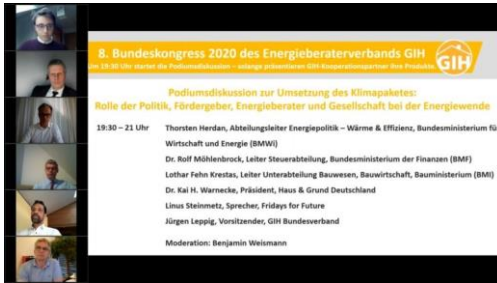 8. Bundeskongress 2020 des Energieberaterverbands GIH
Um 19:30 Uhr startet die Podiumsdiskussion – solange präsentieren GIH-Kooperationspartner ihre Produkte
GIH
Podiumsdiskussion zur Umsetzung des Klimapaketes:
Rolle der Politik, Fördergeber, Energieberater und Gesellschaft bei der Energiewende
19:30 – 21 Uhr Thorsten Herdan, Abteilungsleiter Energiepolitik – Wärme & Effizienz, Bundesministerium fü
Wirtschaft und Energie (BMWi)
Dr. Rolf Möhlenbrock, Leiter Steuerabteilung, Bundesministerium der Finanzen (BMF)
Lothar Fehn Krestas, Leiter Unterabteilung Bauwesen, Bauwirtschaft, Bauministerium (BMI)
Dr. Kai H. Warnecke, Präsident, Haus & Grund Deutschland
Linus Steinmetz, Sprecher, Fridays for Future
Jürgen Leppig, Vorsitzender, GIH Bundesverband
Moderation: Benjamin Weismann